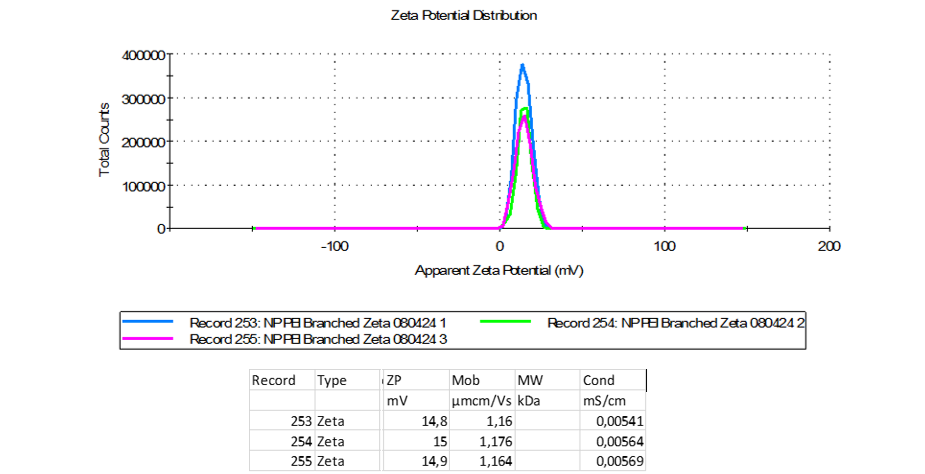 Zeta Potential Distribution
400000
300000
200000
100000
0
Total Counts
-100 0 100 200
Apparent Zeta Potential (mV)
Record 253: NP PEI Branched Zeta 080424 1 Record 254: NP PEI Branched Zeta 080424 2
Record 255: NP PEI Branched Zeta 080424 3
Record Type ZP Mob MW Cond
mV µmcm/Vs kDa mS/cm
253 Zeta 14,8 1,16 0,00541
254 Zeta 15 1,176 0,00564
255 Zeta 14,9 1,164 0,00569